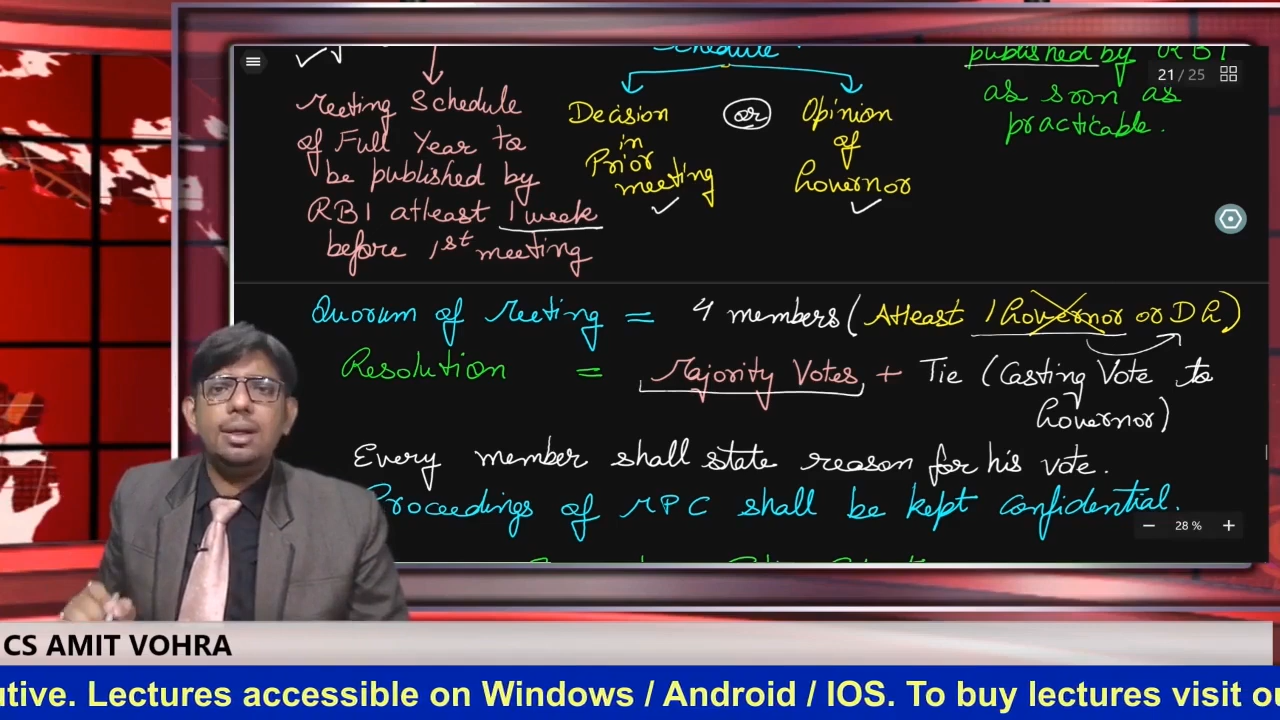 Schedule
published by RBI
21 / 25
as soon as
practicable.
Meeting Schedule
of Full Year to
be published by
RBI atleast 1 week
before 1st meeting
Decision
in
Prior
meeting
or
Opinion
of
Governor
Quorum of Meeting = 4 members (Atleast 1 Governor or DG)
Resolution = Majority Votes + Tie (Casting Vote to
Governor)
Every member shall state reason for his vote.
Proceedings of MPC shall be kept confidential.
28 %
CS AMIT VOHRA
utive. Lectures accessible on Windows / Android / IOS. To buy lectures visit ou